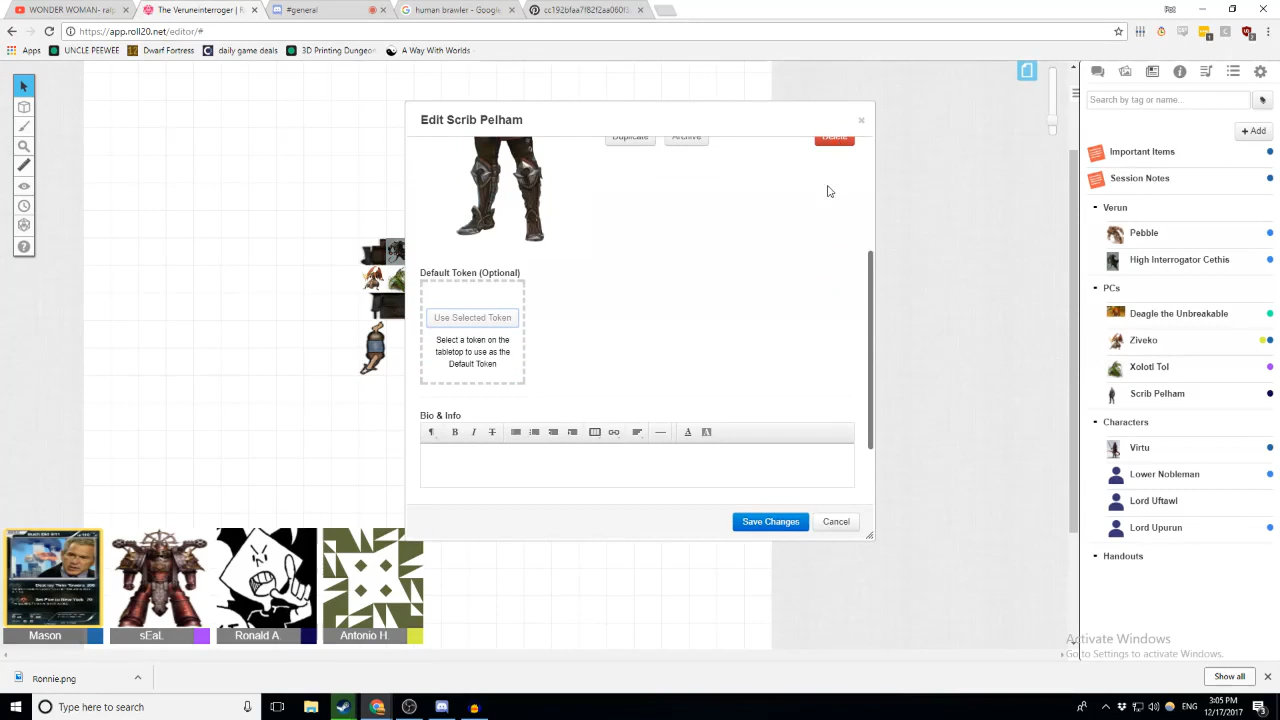 WONDER WOMAN- raip
The Veruneinterroger | R
#general
human brawler - Google
cc192bfaa7f82f2aa060f5
https://app.roll20.net/editor/#
Apps
UNCLE PEEWEE
Dwarf Fortress
daily game deals
3D Printing Dungeon
A Way With Words
Search by tag or name...
+ Add
Edit Scrib Pelham
Duplicate
Archive
Delete
Important Items
Session Notes
Verun
Pebble
High Interrogator Cethis
PCs
Default Token (Optional)
Use Selected Token
Select a token on the
tabletop to use as the
Default Token
Deagle the Unbreakable
Ziveko
Xolotl Tol
Scrib Pelham
Bio & Info
Characters
Virtu
Lower Nobleman
Lord Uftawl
Lord Upurun
Handouts
Save Changes
Cancel
Mason
sEaL
Ronald A.
Antonio H.
Activate Windows
Go to Settings to activate Windows.
Ronnie.png
Show all
Type here to search
ENG
3:05 PM
12/17/2017